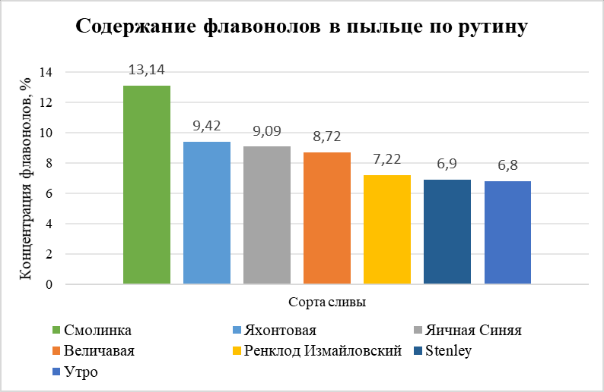 Содержание флавонолов в пыльце по рутину
Концентрация флавонолов, %
14
12
10
8
6
4
2
0
13,14
9,42
9,09
8,72
7,22
6,9
6,8
Сорта сливы
Смолинка
Яхонтовая
Яичная Синяя
Величавая
Ренклод Измайловский
Stenley
Утро